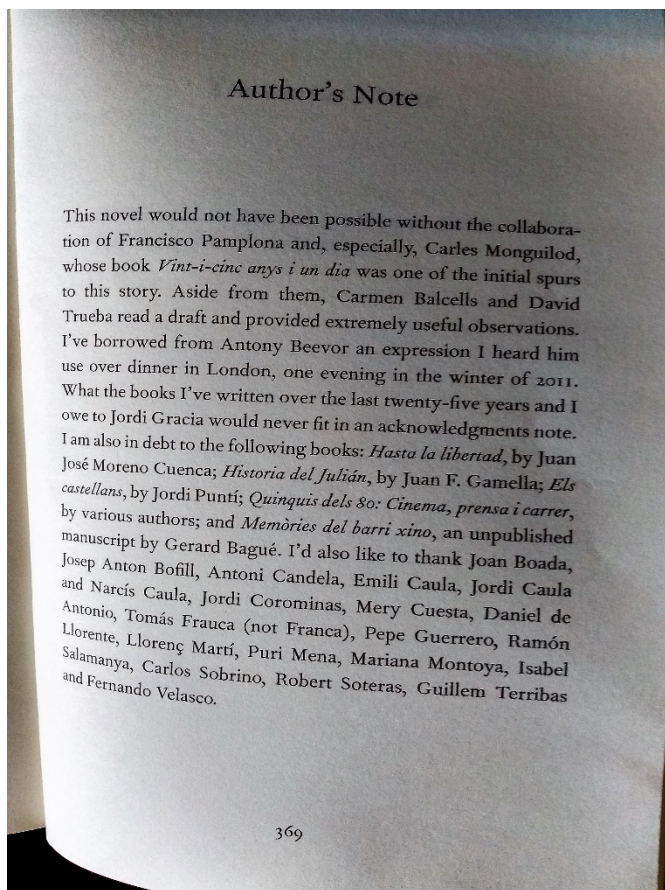 Author's Note
This novel would not have been possible without the collabora-
tion of Francisco Pamplona and, especially, Carles Monguilod,
whose book Vint-i-cinc anys i un dia was one of the initial spurs
to this story. Aside from them, Carmen Balcells and David
Trueba read a draft and provided extremely useful observations.
I've borrowed from Antony Beevor an expression I heard him
use over dinner in London, one evening in the winter of 2011.
What the books I've written over the last twenty-five years and I
owe to Jordi Gracia would never fit in an acknowledgments note.
I am also in debt to the following books: Hasta la libertad, by Juan
José Moreno Cuenca; Historia del Julián, by Juan F. Gamella; Els
castellans, by Jordi Puntí; Quinquis dels 80: Cinema, prensa i carrer,
by various authors; and Memòries del barri xino, an unpublished
manuscript by Gerard Bagué. I'd also like to thank Joan Boada,
Josep Anton Bofill, Antoni Candela, Emili Caula, Jordi Caula
and Narcís Caula, Jordi Corominas, Mery Cuesta, Daniel de
Antonio, Tomás Frauca (not Franca), Pepe Guerrero, Ramón
Llorente, Llorenç Martí, Puri Mena, Mariana Montoya, Isabel
Salamanya, Carlos Sobrino, Robert Soteras, Guillem Terribas
and Fernando Velasco.
369